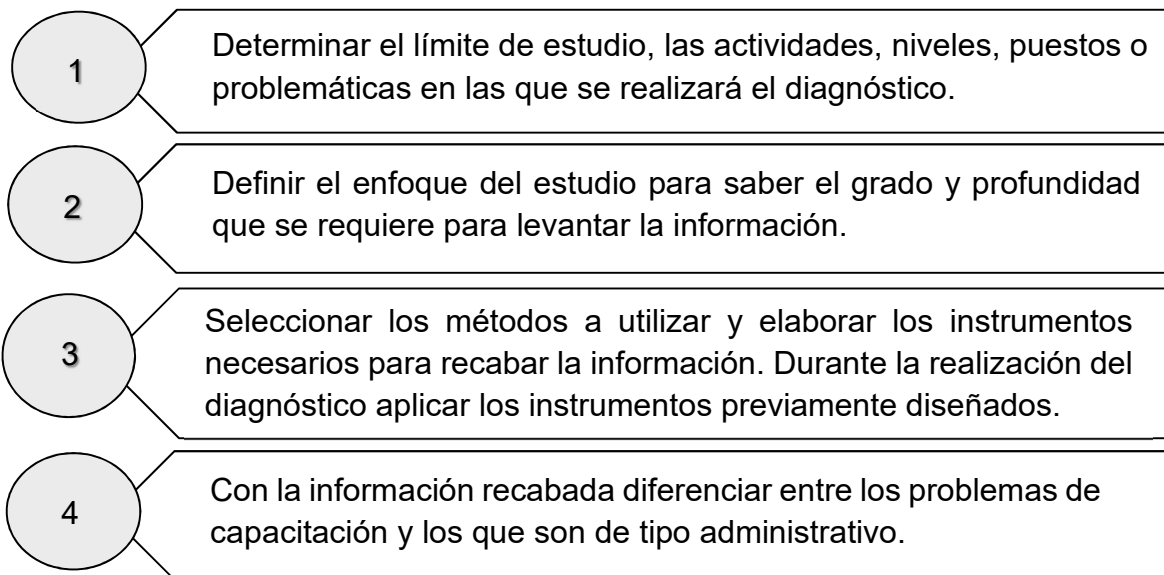 1
Determinar el límite de estudio, las actividades, niveles, puestos o
problemáticas en las que se realizará el diagnóstico.
2
Definir el enfoque del estudio para saber el grado y profundidad
que se requiere para levantar la información.
3
Seleccionar los métodos a utilizar y elaborar los instrumentos
necesarios para recabar la información. Durante la realización del
diagnóstico aplicar los instrumentos previamente diseñados.
4
Con la información recabada diferenciar entre los problemas de
capacitación y los que son de tipo administrativo.